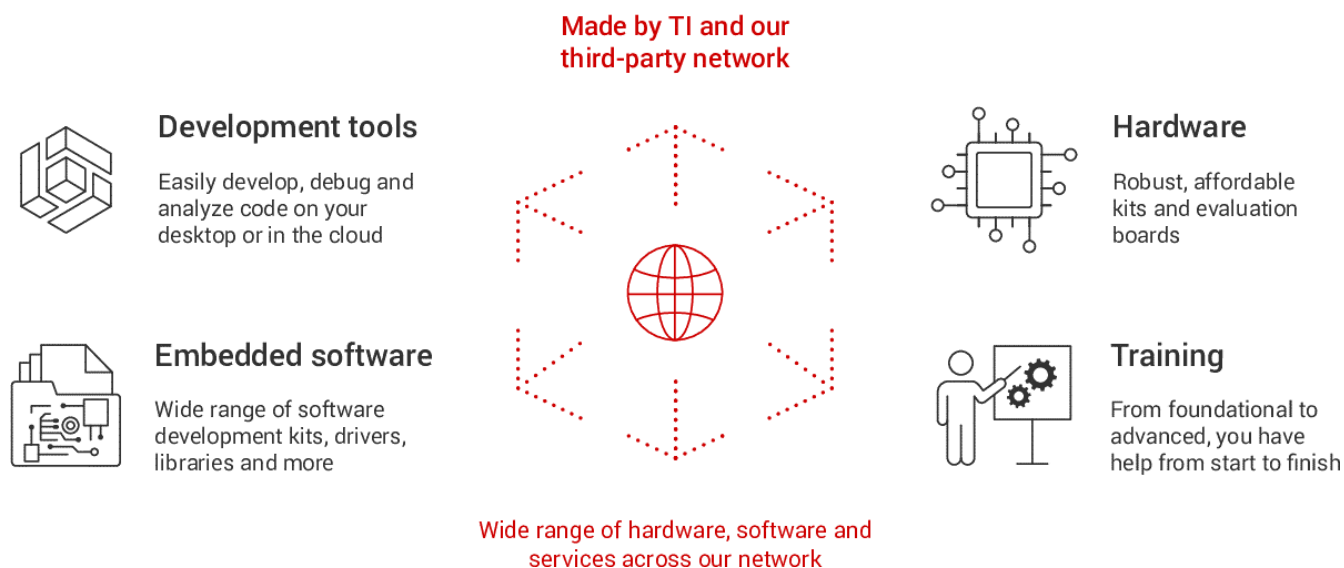 Made by TI and our
third-party network
Development tools
Easily develop, debug and
analyze code on your
desktop or in the cloud
Hardware
Robust, affordable
kits and evaluation
boards
Embedded software
Wide range of software
development kits, drivers,
libraries and more
Training
From foundational to
advanced, you have
help from start to finish
Wide range of hardware, software and
services across our network